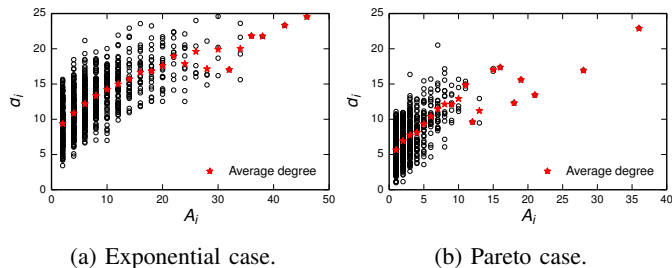 25
20
15
10
5
0
d_i
0 10 20 30 40 50
A_i
Average degree
(a) Exponential case.
25
20
15
10
5
0
d_i
0 5 10 15 20 25 30 35 40
A_i
Average degree
(b) Pareto case.